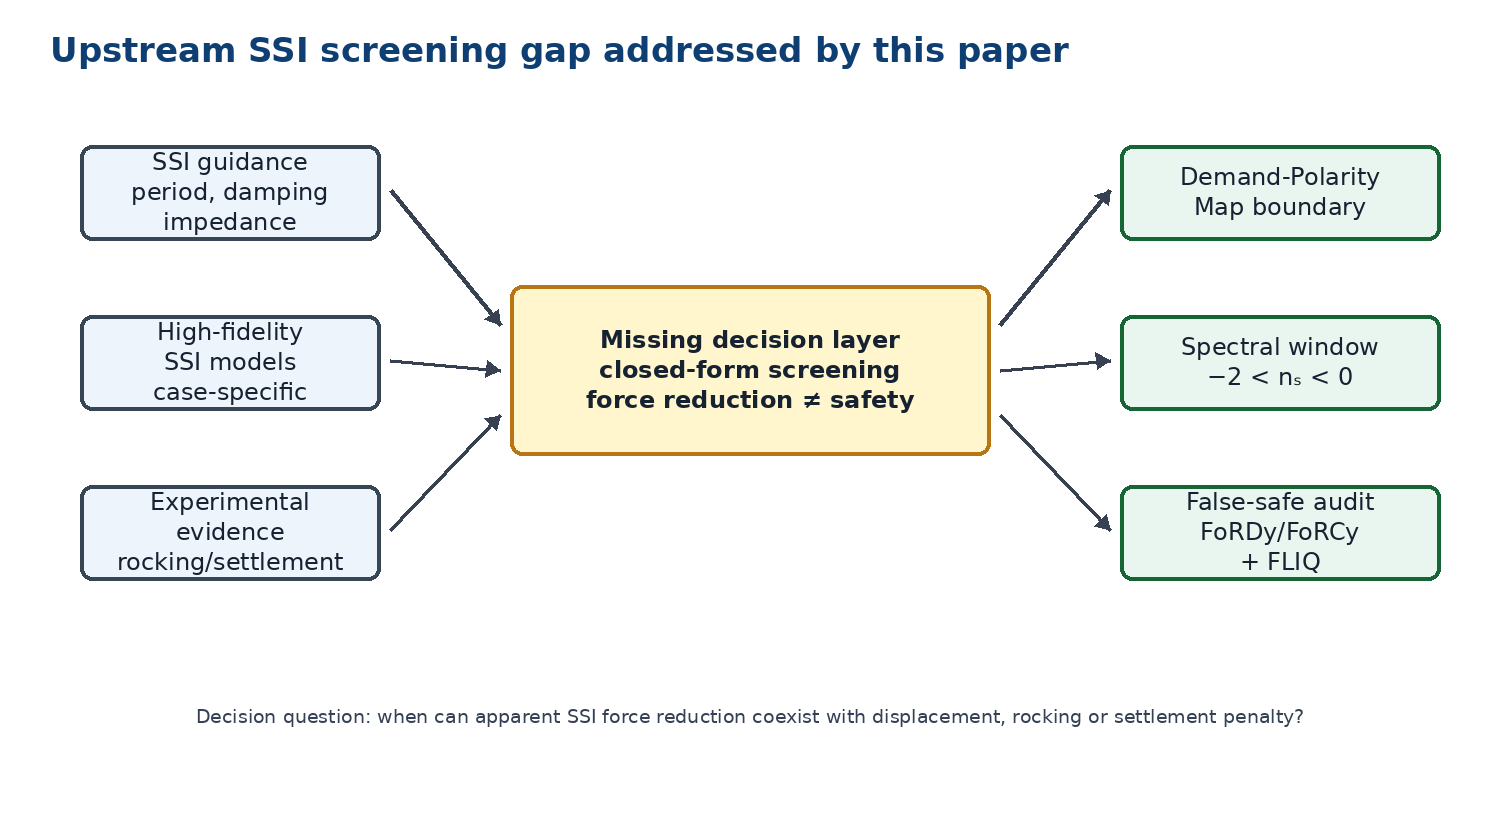 Upstream SSI screening gap addressed by this paper
SSI guidance
period, damping
impedance
High-fidelity
SSI models
case-specific
Experimental
evidence
rocking/settlement
Missing decision layer
closed-form screening
force reduction ≠ safety
Demand-Polarity
Map boundary
Spectral window
−2 < nₛ < 0
False-safe audit
FoRDy/FoRCy
+ FLIQ
Decision question: when can apparent SSI force reduction coexist with displacement, rocking or settlement penalty?